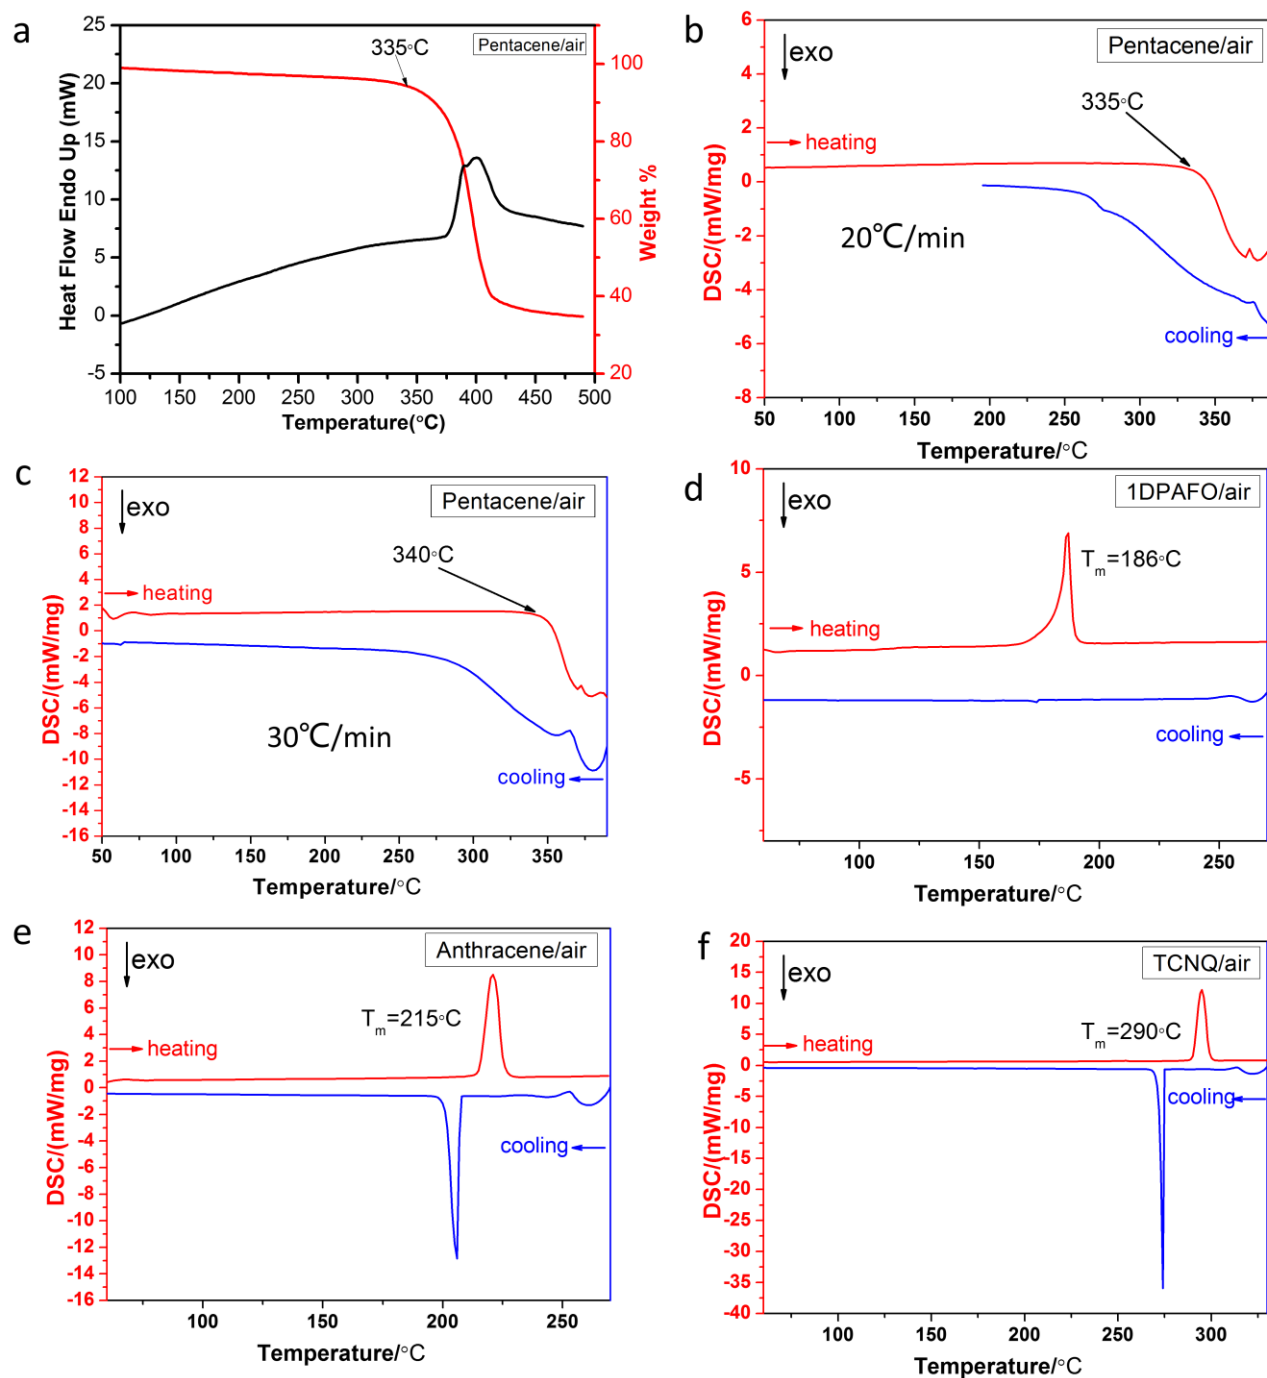 a
Pentacene/air
335°C
Heat Flow Endo Up (mW)
25
20
15
10
5
0
-5
100
80
60
40
20
Weight %
100 150 200 250 300 350 400 450 500
Temperature(°C)
b
exo
Pentacene/air
335°C
heating
20℃/min
cooling
DSC/(mW/mg)
6
4
2
0
-2
-4
-6
-8
50 100 150 200 250 300 350
Temperature/°C
c
exo
Pentacene/air
340°C
heating
30℃/min
cooling
DSC/(mW/mg)
12
10
8
6
4
2
0
-2
-4
-6
-8
-10
-12
-14
-16
50 100 150 200 250 300 350
Temperature/°C
d
exo
1DPAFO/air
Tm=186°C
heating
cooling
DSC/(mW/mg)
10
5
0
-5
100 150 200 250
Temperature/°C
e
exo
Anthracene/air
Tm=215°C
heating
cooling
DSC/(mW/mg)
12
10
8
6
4
2
0
-2
-4
-6
-8
-10
-12
-14
-16
100 150 200 250
Temperature/°C
f
exo
TCNQ/air
Tm=290°C
heating
cooling
DSC/(mW/mg)
20
15
10
5
0
-5
-10
-15
-20
-25
-30
-35
-40
100 150 200 250 300
Temperature/°C